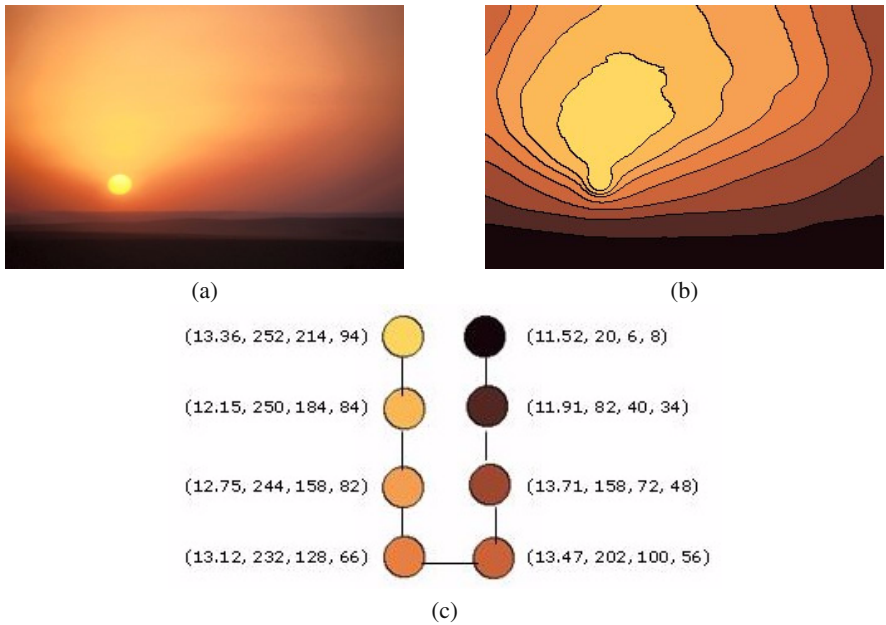 (a)
(b)
(13.36, 252, 214, 94)
(11.52, 20, 6, 8)
(12.15, 250, 184, 84)
(11.91, 82, 40, 34)
(12.75, 244, 158, 82)
(13.71, 158, 72, 48)
(13.12, 232, 128, 66)
(13.47, 202, 100, 56)
(c)